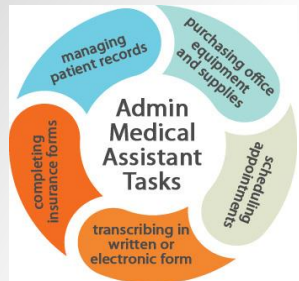 Admin
Medical
Assistant
Tasks
managing
patient records
purchasing office
equipment
and supplies
scheduling
appointments
transcribing in
written or
electronic form
completing
insurance forms